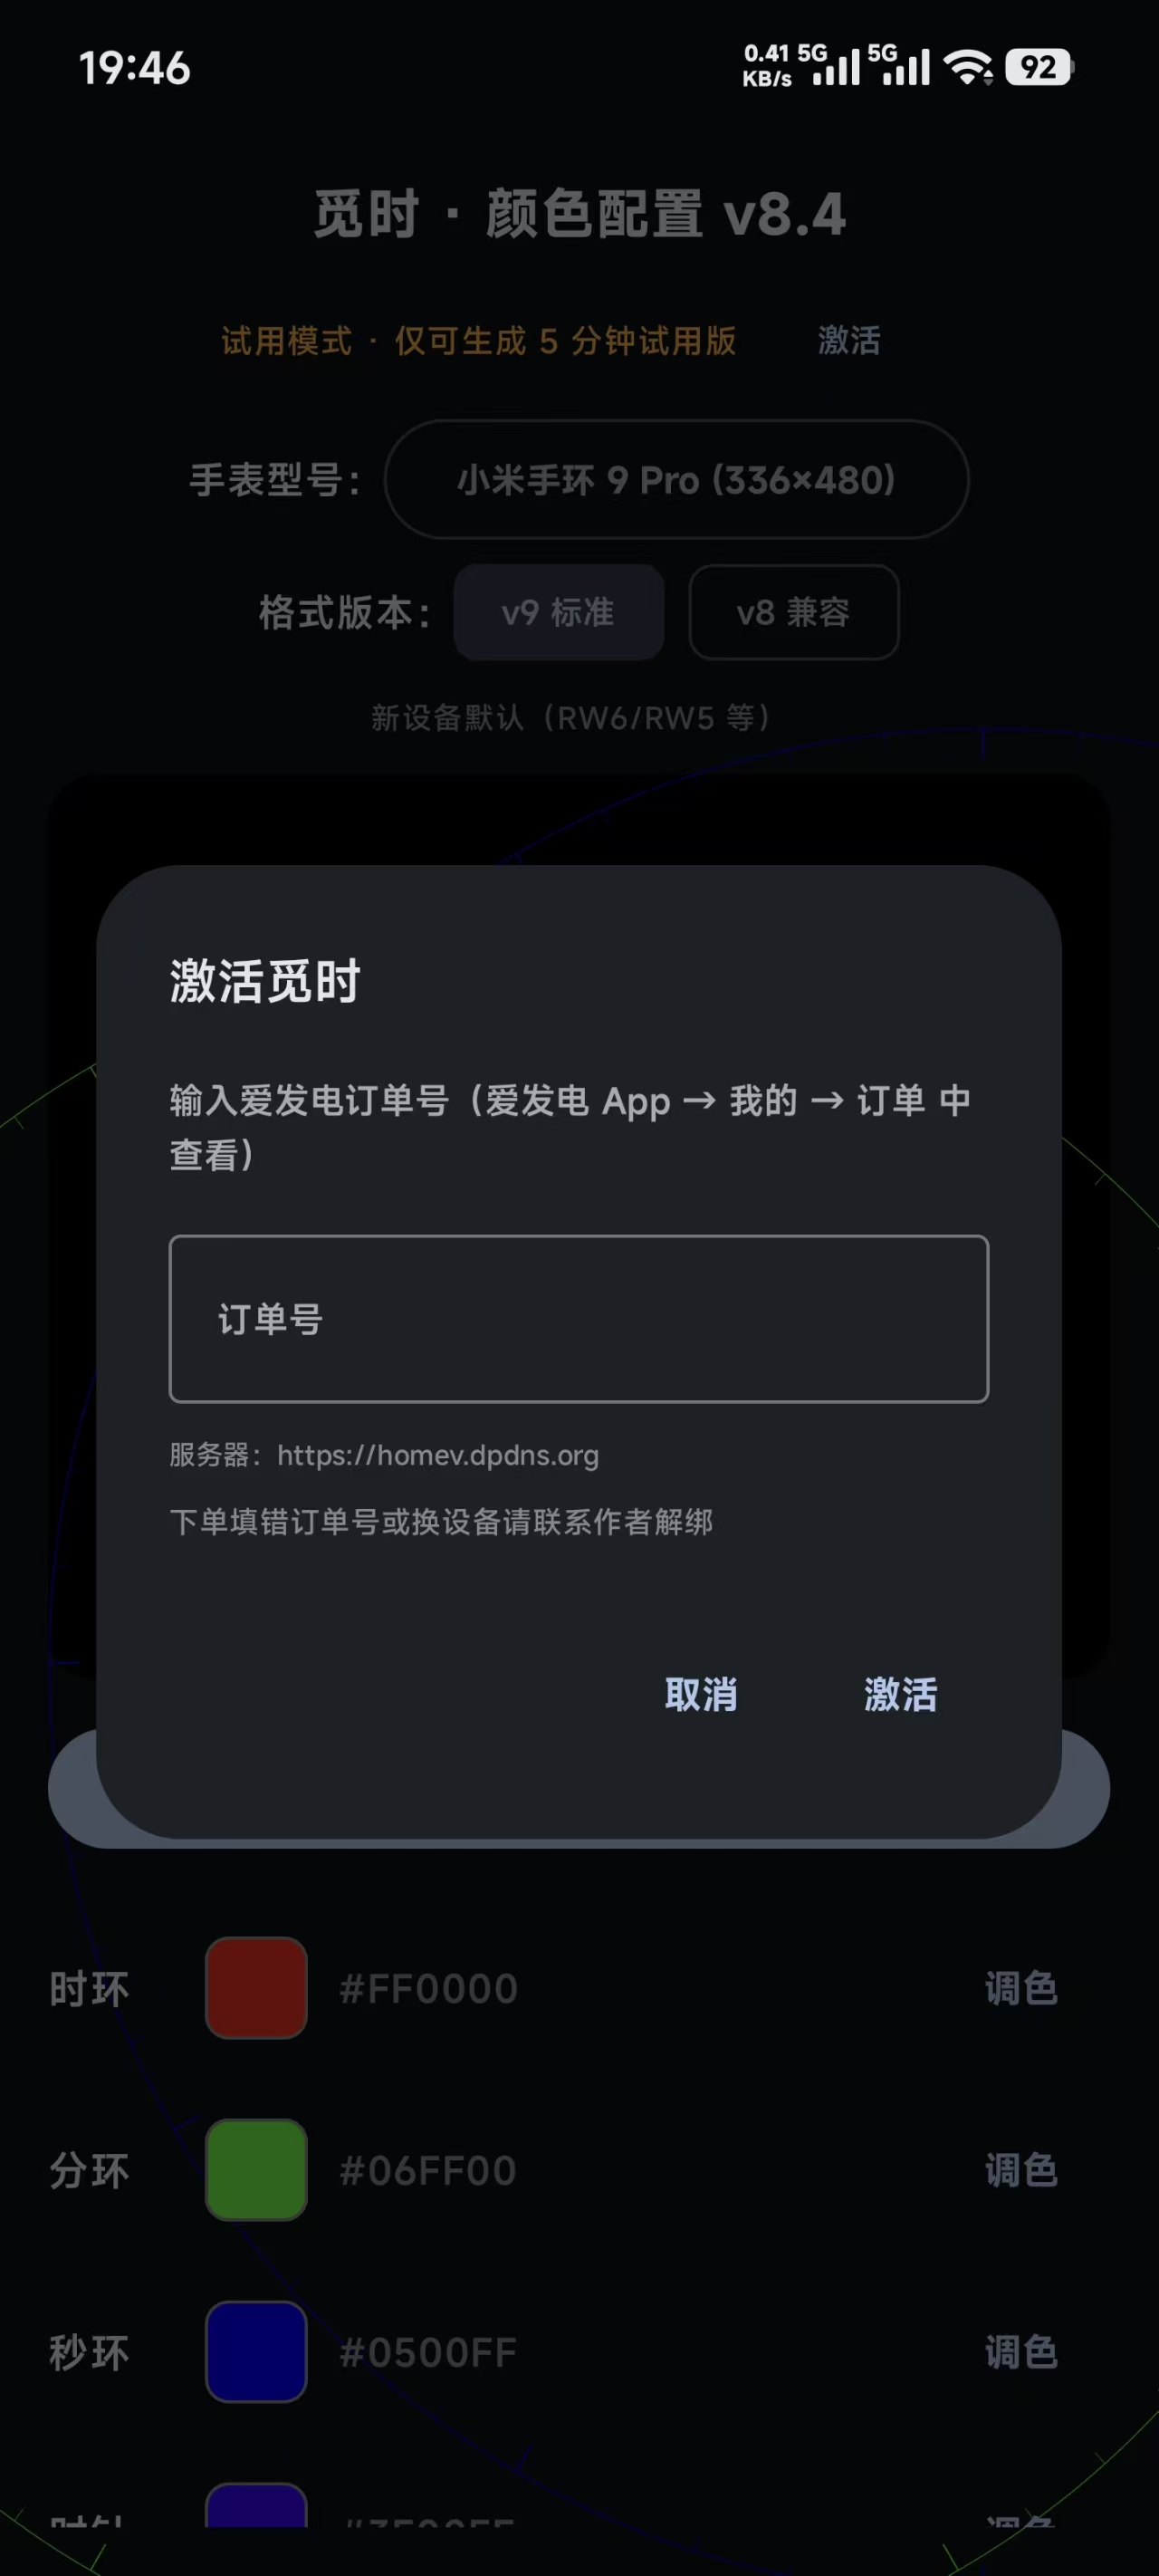 19:46
0.41 KB/s 5G 5G 92
觅时 · 颜色配置 v8.4
试用模式 · 仅可生成 5 分钟试用版 激活
手表型号： 小米手环 9 Pro (336×480)
格式版本： v9 标准 v8 兼容
新设备默认（RW6/RW5 等）
激活觅时
输入爱发电订单号（爱发电 App → 我的 → 订单 中
查看）
订单号
服务器：https://homev.dpdns.org
下单填错订单号或换设备请联系作者解绑
取消 激活
时环 #FF0000 调色
分环 #06FF00 调色
秒环 #0500FF 调色